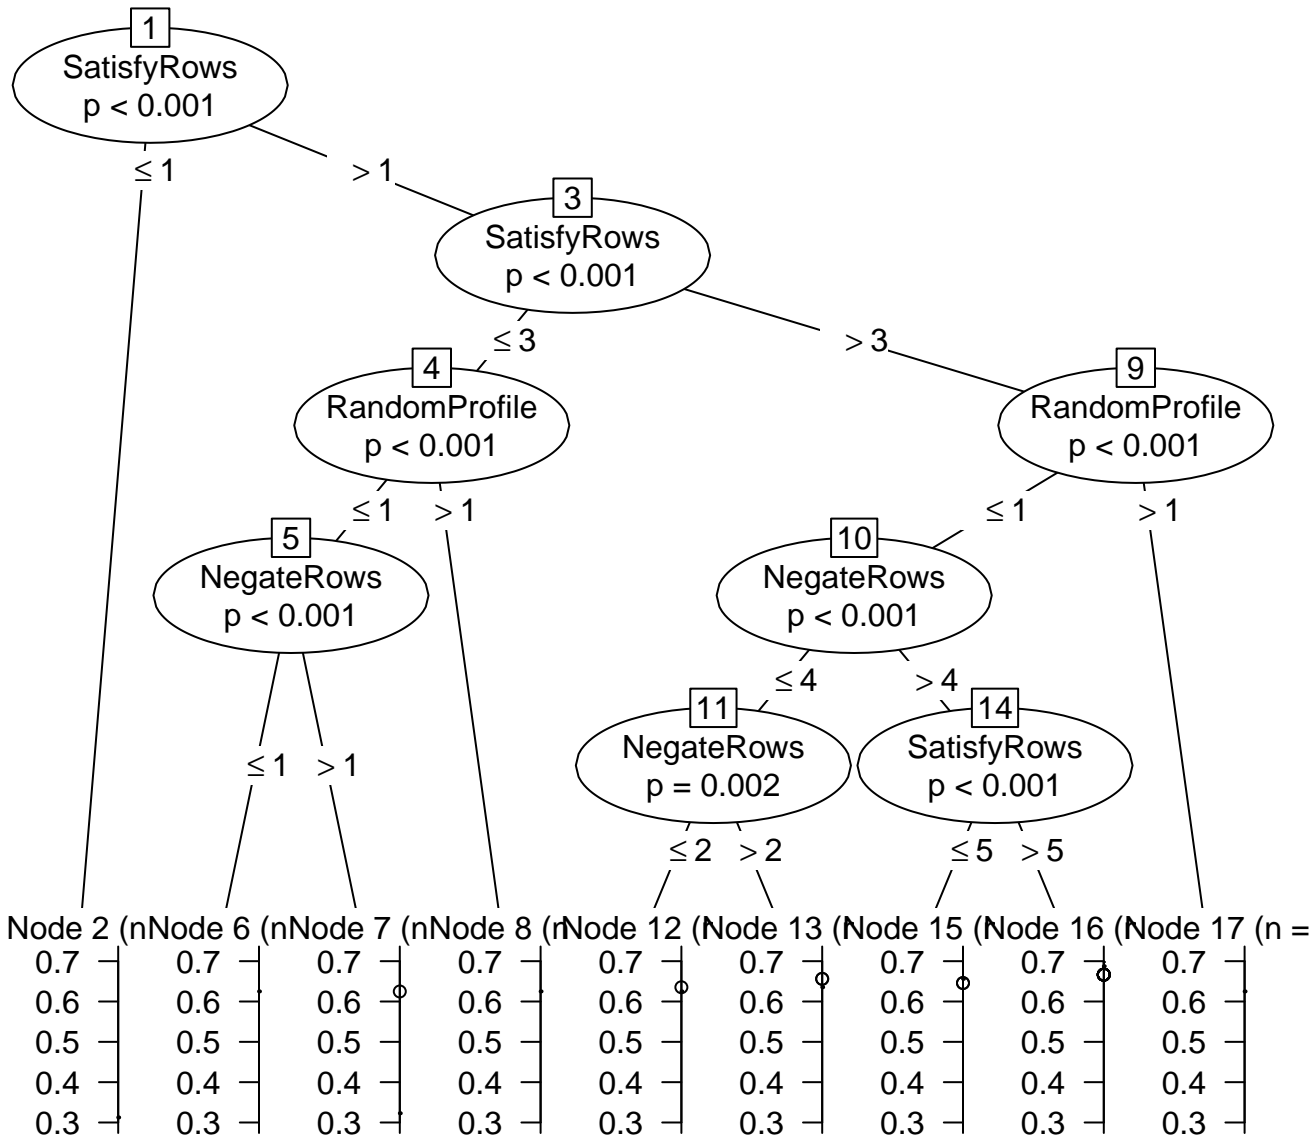 1
SatisfyRows
p < 0.001
≤ 1
> 1
3
SatisfyRows
p < 0.001
≤ 3
> 3
4
RandomProfile
p < 0.001
9
RandomProfile
p < 0.001
≤ 1
> 1
≤ 1
> 1
5
NegateRows
p < 0.001
10
NegateRows
p < 0.001
≤ 4
> 4
11
NegateRows
p = 0.002
14
SatisfyRows
p < 0.001
≤ 1
> 1
≤ 2
> 2
≤ 5
> 5
Node 2 (n
Node 6 (n
Node 7 (n
Node 8 (n
Node 12 (
Node 13 (
Node 15 (
Node 16 (
Node 17 (n =
0.7 0.7 0.7 0.7 0.7 0.7 0.7 0.7 0.7
0.6 0.6 0.6 0.6 0.6 0.6 0.6 0.6 0.6
0.5 0.5 0.5 0.5 0.5 0.5 0.5 0.5 0.5
0.4 0.4 0.4 0.4 0.4 0.4 0.4 0.4 0.4
0.3 0.3 0.3 0.3 0.3 0.3 0.3 0.3 0.3